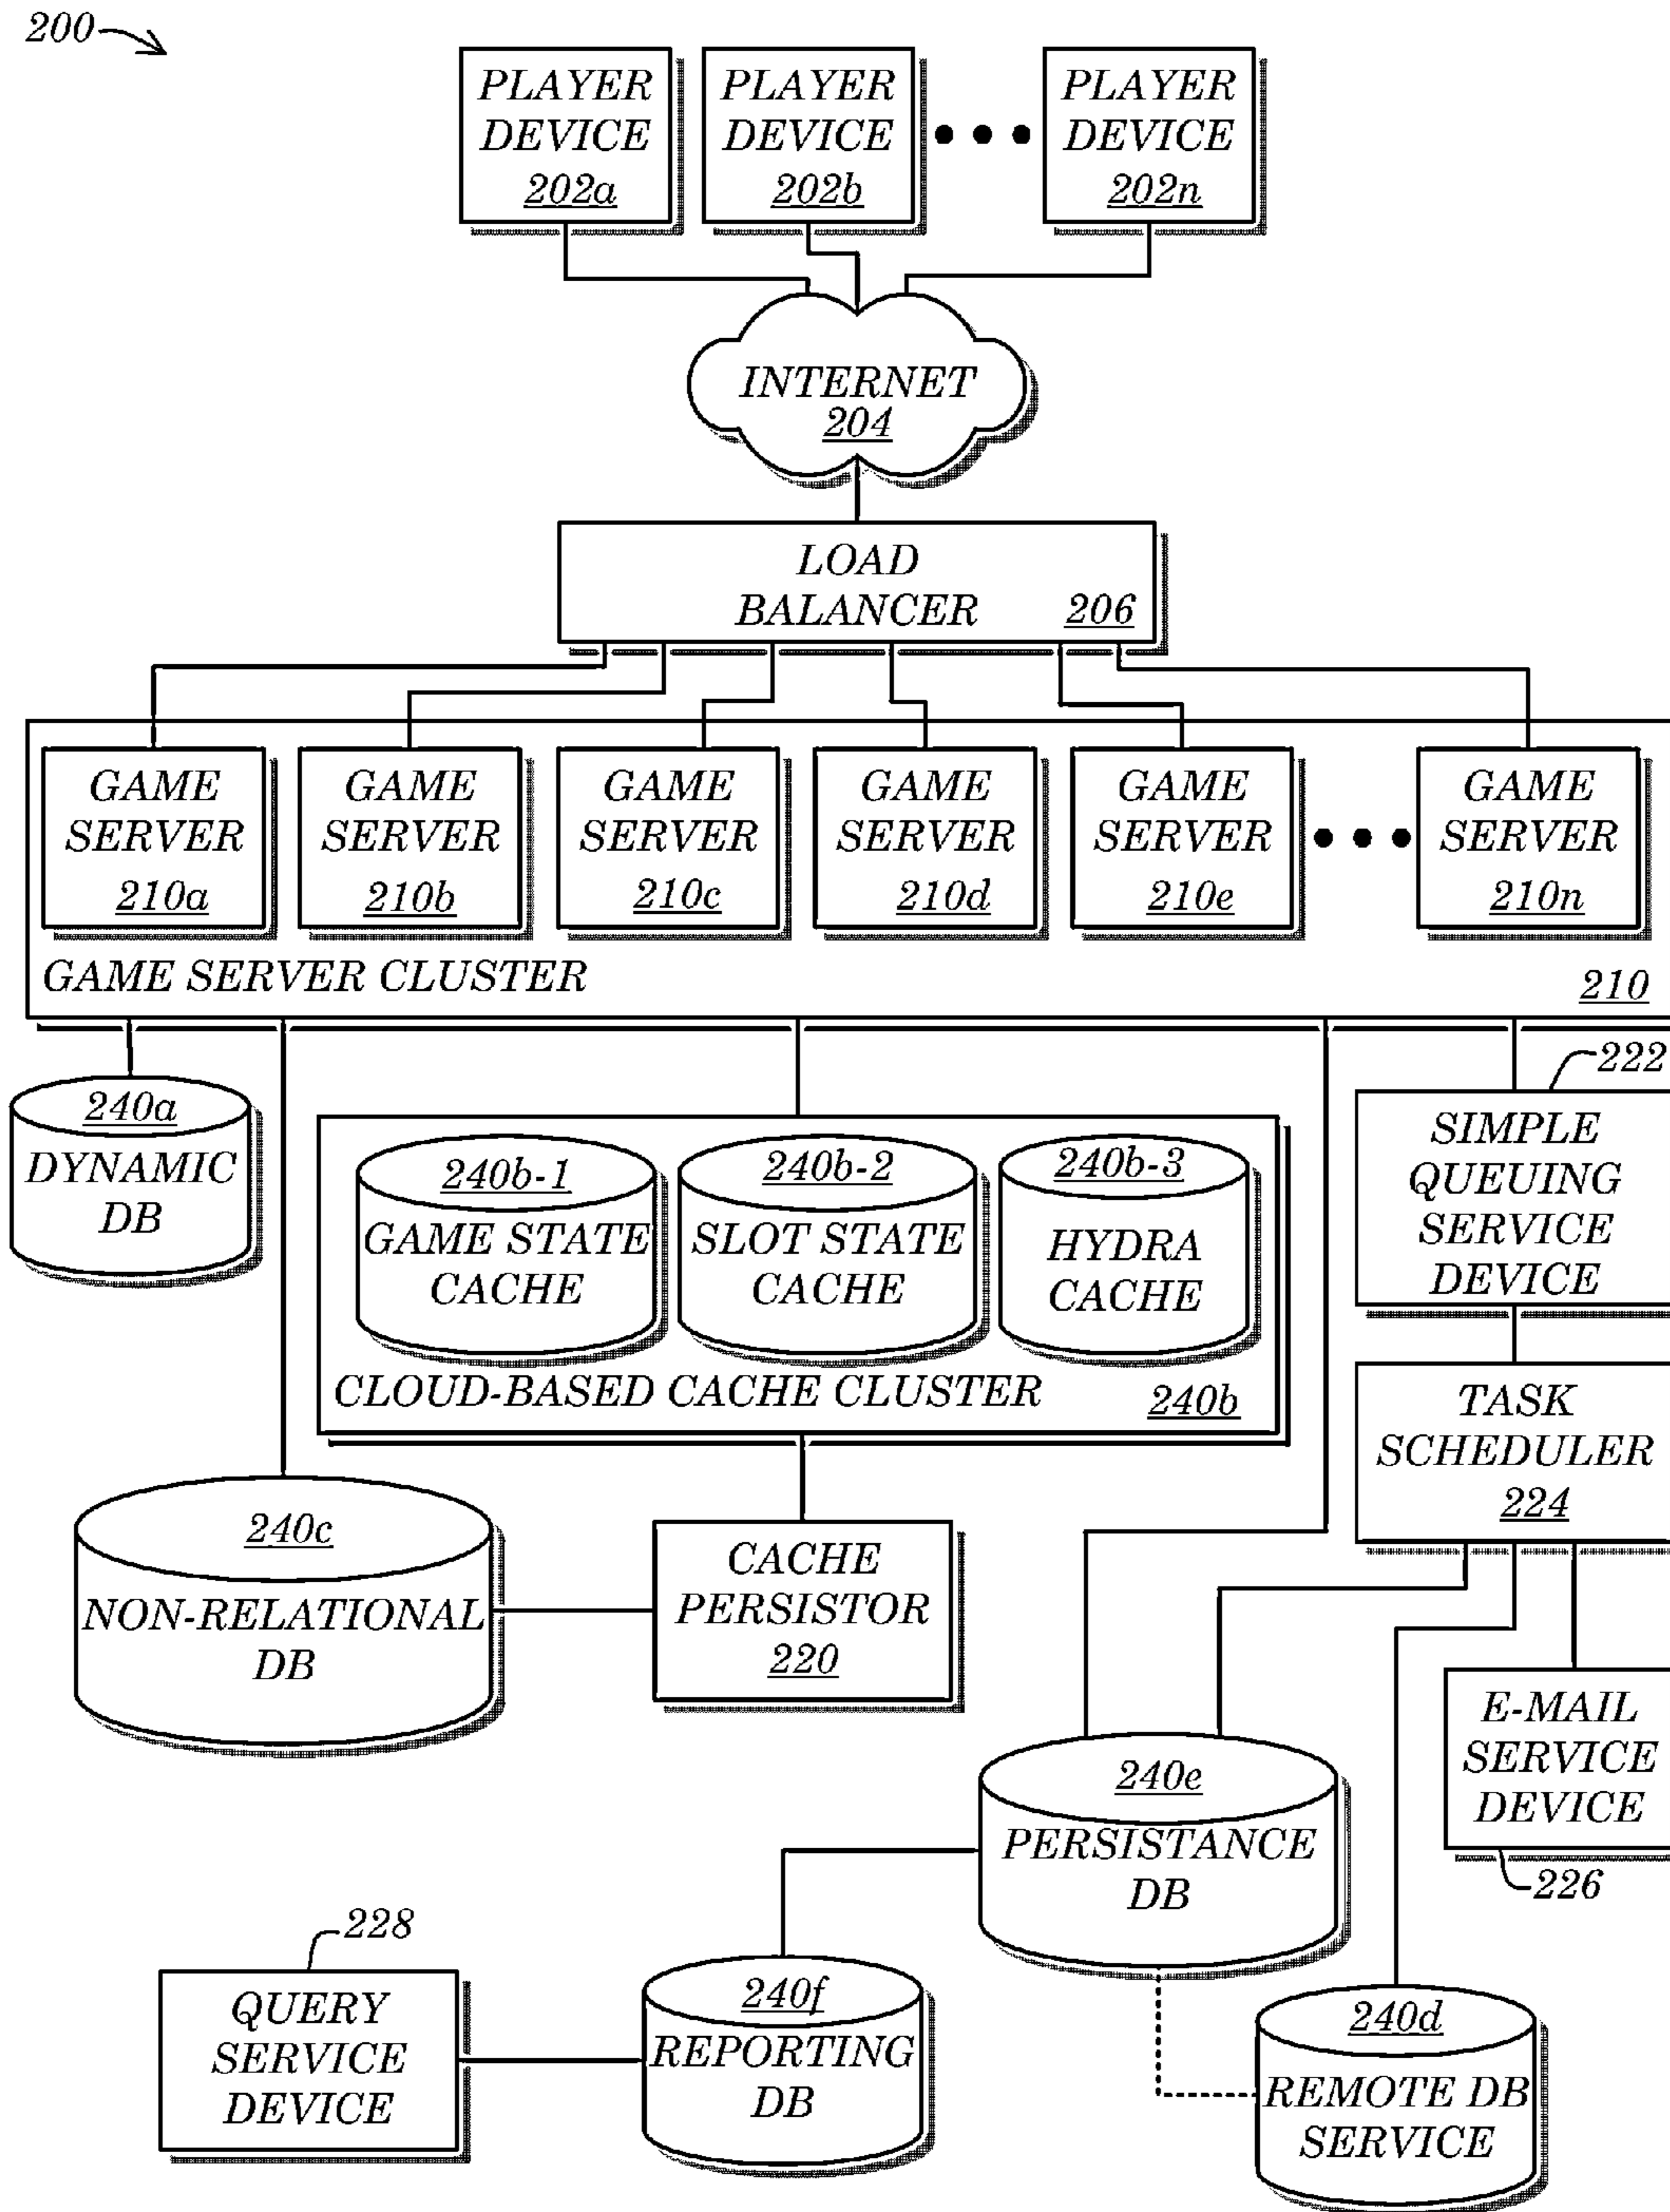 200
PLAYER
DEVICE
202a
PLAYER
DEVICE
202b
PLAYER
DEVICE
202n
INTERNET
204
LOAD
BALANCER
206
GAME
SERVER
210a
GAME
SERVER
210b
GAME
SERVER
210c
GAME
SERVER
210d
GAME
SERVER
210e
GAME
SERVER
210n
GAME SERVER CLUSTER
210
240a
DYNAMIC
DB
240b-1
GAME STATE
CACHE
240b-2
SLOT STATE
CACHE
240b-3
HYDRA
CACHE
CLOUD-BASED CACHE CLUSTER
240b
222
SIMPLE
QUEUING
SERVICE
DEVICE
TASK
SCHEDULER
224
240c
NON-RELATIONAL
DB
CACHE
PERSISTOR
220
E-MAIL
SERVICE
DEVICE
226
240e
PERSISTANCE
DB
228
QUERY
SERVICE
DEVICE
240f
REPORTING
DB
240d
REMOTE DB
SERVICE